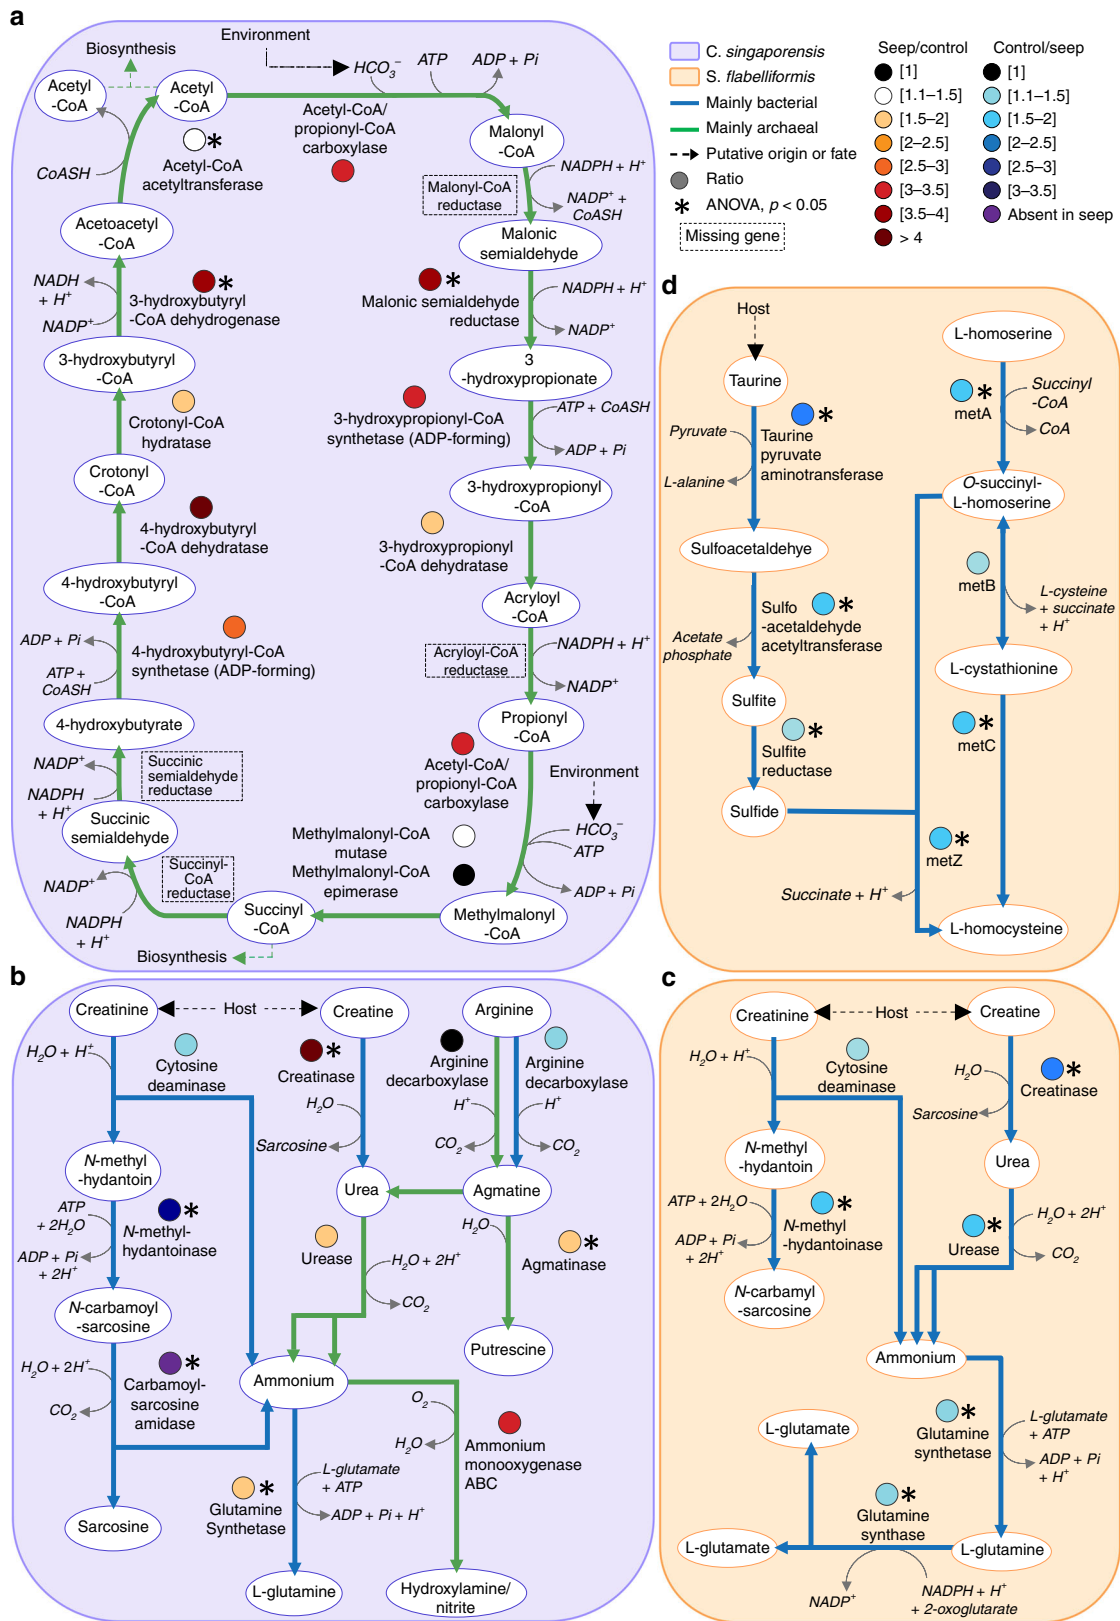 a
Environment
Biosynthesis
HCO3−
ATP
ADP + Pi
Acetyl
-CoA
Acetyl
-CoA
Acetyl-CoA/
propionyl-CoA
carboxylase
Malonyl
-CoA
*
Acetyl-CoA
acetyltransferase
CoASH
NADPH + H+
Malonyl-CoA
reductase
NADP+ +
CoASH
Acetoacetyl
-CoA
Malonic
semialdehyde
NADH
+ H+
*
3-hydroxybutyryl
-CoA dehydrogenase
NADP+
*
Malonic semialdehyde
reductase
NADPH + H+
NADP+
3-hydroxybutyryl
-CoA
3
-hydroxypropionate
Crotonyl-CoA
hydratase
3-hydroxypropionyl-CoA
synthetase (ADP-forming)
ATP + CoASH
ADP + Pi
Crotonyl
-CoA
3-hydroxypropionyl
-CoA
4-hydroxybutyryl
-CoA dehydratase
3-hydroxypropionyl
-CoA dehydratase
4-hydroxybutyryl
-CoA
Acryloyl
-CoA
ADP + Pi
ATP +
CoASH
4-hydroxybutyryl-CoA
synthetase (ADP-forming)
Acryloyl-CoA
reductase
NADPH + H+
NADP+
4-hydroxybutyrate
Propionyl
-CoA
NADP+
NADPH
+ H+
Succinic
semialdehyde
reductase
Acetyl-CoA/
propionyl-CoA
carboxylase
Environment
Succinic
semialdehyde
Methylmalonyl-CoA
mutase
Methylmalonyl-CoA
epimerase
HCO3−
ATP
ADP + Pi
NADP+
Succinyl-
CoA
reductase
NADPH
+ H+
Succinyl
-CoA
Methylmalonyl
-CoA
Biosynthesis
C. singaporensis
S. flabelliformis
Mainly bacterial
Mainly archaeal
Putative origin or fate
Ratio
* ANOVA, p < 0.05
Missing gene
Seep/control
[1]
[1.1–1.5]
[1.5–2]
[2–2.5]
[2.5–3]
[3–3.5]
[3.5–4]
> 4
Control/seep
[1]
[1.1–1.5]
[1.5–2]
[2–2.5]
[2.5–3]
[3–3.5]
Absent in seep
d
Host
Taurine
L-homoserine
Pyruvate
L-alanine
*
Taurine
pyruvate
aminotransferase
*
metA
Succinyl
-CoA
CoA
Sulfoacetaldehye
O-succinyl-
L-homoserine
metB
L-cysteine
+ succinate
+ H+
Acetate
phosphate
*
Sulfo
-acetaldehyde
acetyltransferase
Sulfite
L-cystathionine
*
Sulfite
reductase
*
metC
Sulfide
*
metZ
Succinate + H+
L-homocysteine
b
Creatinine
Host
Creatine
Arginine
H2O + H+
Cytosine
deaminase
*
Creatinase
Arginine
decarboxylase
Arginine
decarboxylase
H2O
Sarcosine
H+
CO2
H+
CO2
N-methyl
-hydantoin
Urea
Agmatine
ATP
+ 2H2O
ADP + Pi
+ 2H+
*
N-methyl-
hydantoinase
Urease
H2O + 2H+
CO2
H2O
*
Agmatinase
N-carbamoyl
-sarcosine
Putrescine
H2O + 2H+
CO2
*
Carbamoyl-
sarcosine
amidase
Ammonium
O2
H2O
Ammonium
monooxygenase
ABC
*
Glutamine
Synthetase
L-glutamate
+ ATP
ADP + Pi + H+
Sarcosine
L-glutamine
Hydroxylamine/
nitrite
c
Creatinine
Host
Creatine
H2O + H+
Cytosine
deaminase
H2O
Sarcosine
*
Creatinase
N-methyl
-hydantoin
Urea
ATP + 2H2O
ADP + Pi
+ 2H+
*
N-methyl
-hydantoinase
*
Urease
H2O + 2H+
CO2
N-carbamyl
-sarcosine
Ammonium
L-glutamate
*
Glutamine
synthetase
L-glutamate
+ ATP
ADP + Pi
+ H+
*
Glutamine
synthase
L-glutamate
L-glutamine
NADP+
NADPH + H+
+ 2-oxoglutarate